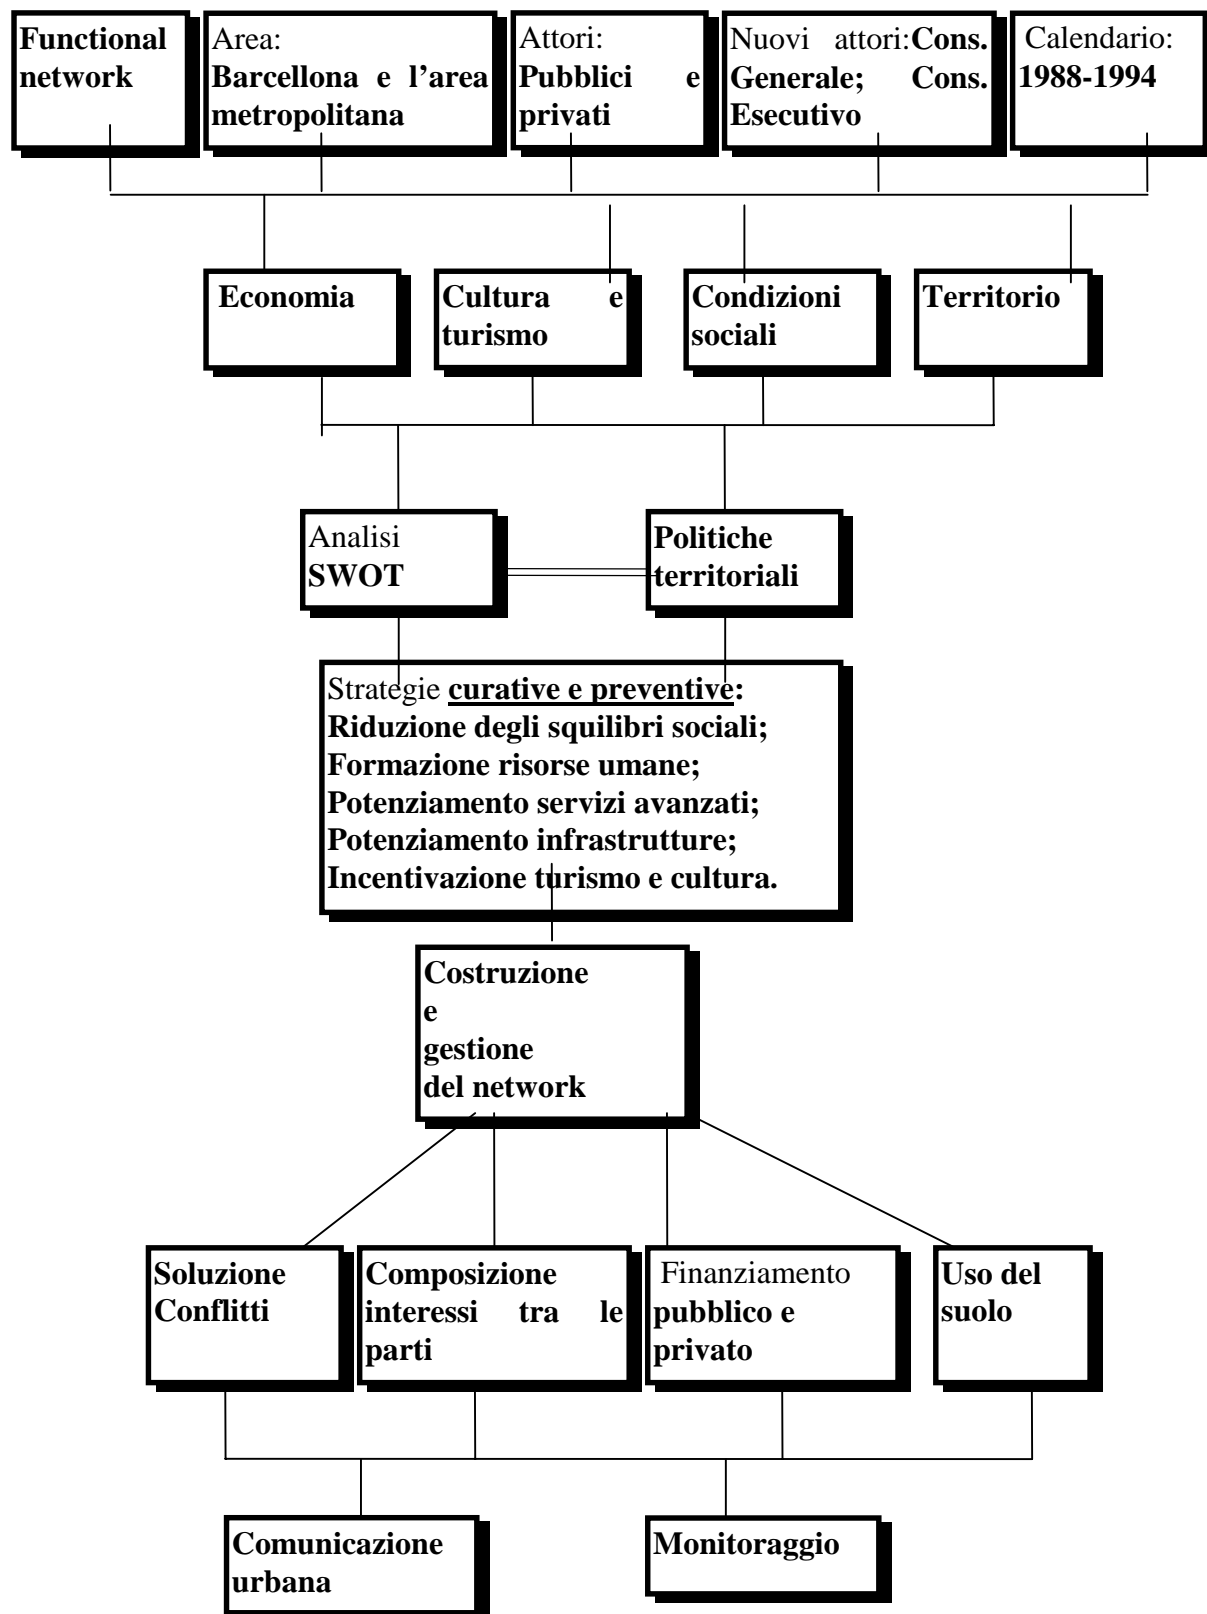 Functional
network
Area:
Barcellona e l'area
metropolitana
Attori:
Pubblici e
privati
Nuovi attori:Cons.
Generale; Cons.
Esecutivo
Calendario:
1988-1994
Economia
Cultura e
turismo
Condizioni
sociali
Territorio
Analisi
SWOT
Politiche
territoriali
Strategie curative e preventive:
Riduzione degli squilibri sociali;
Formazione risorse umane;
Potenziamento servizi avanzati;
Potenziamento infrastrutture;
Incentivazione turismo e cultura.
Costruzione
e
gestione
del network
Soluzione
Conflitti
Composizione
interessi tra le
parti
Finanziamento
pubblico e
privato
Uso del
suolo
Comunicazione
urbana
Monitoraggio